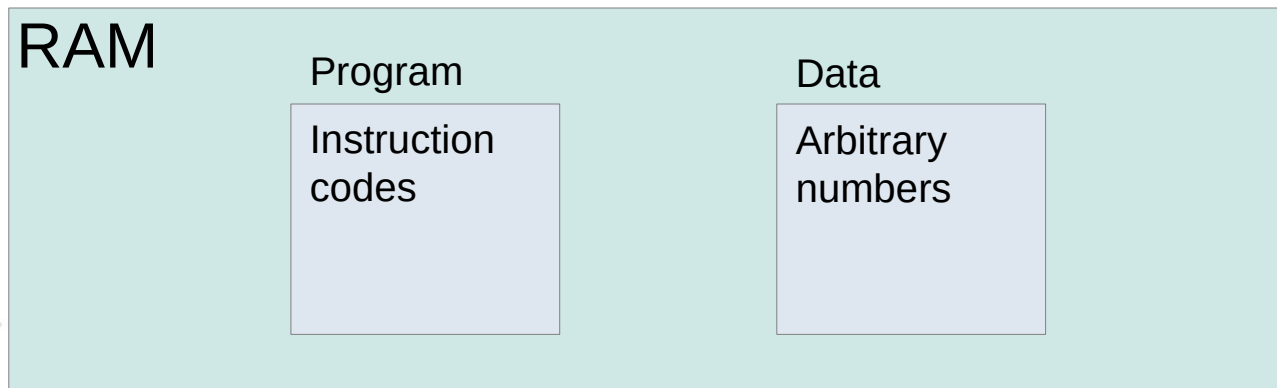 RAM
Program
Instruction
codes
Data
Arbitrary
numbers